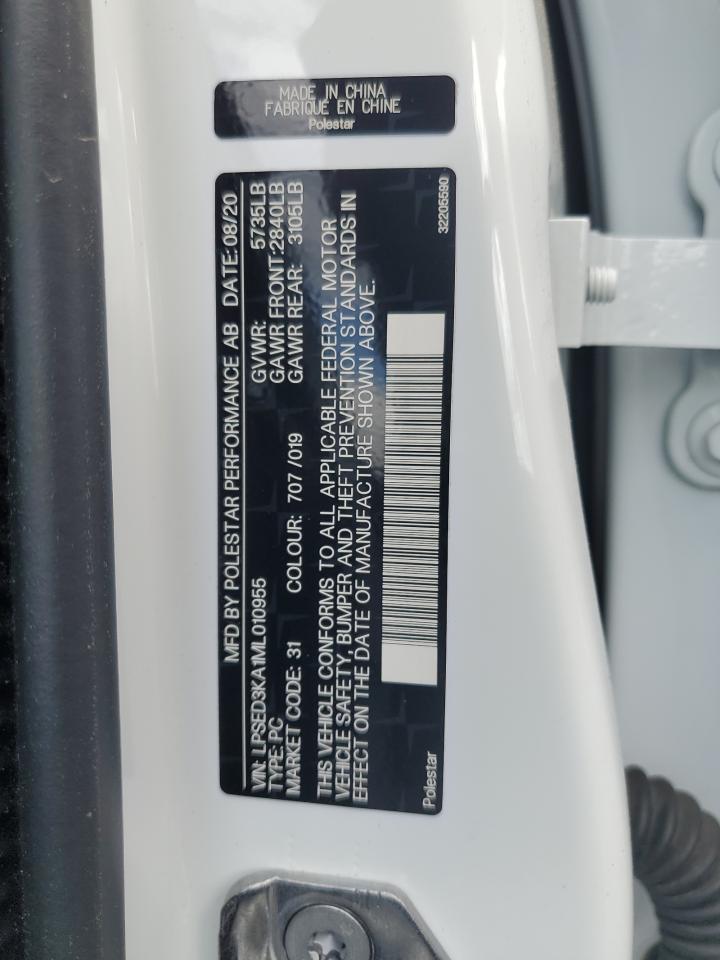 MADE IN CHINA
FABRIQUÉ EN CHINE
Polestar
MFD BY POLESTAR PERFORMANCE AB DATE: 08/20
VIN: LPSED3KA1ML010955 GVWR: 5735LB
TYPE: PC GAWR FRONT: 2840LB
MARKET CODE: 31 COLOUR: 707 /019 GAWR REAR: 3105LB
THIS VEHICLE CONFORMS TO ALL APPLICABLE FEDERAL MOTOR
VEHICLE SAFETY, BUMPER AND THEFT PREVENTION STANDARDS IN
EFFECT ON THE DATE OF MANUFACTURE SHOWN ABOVE.
Polestar 32205590